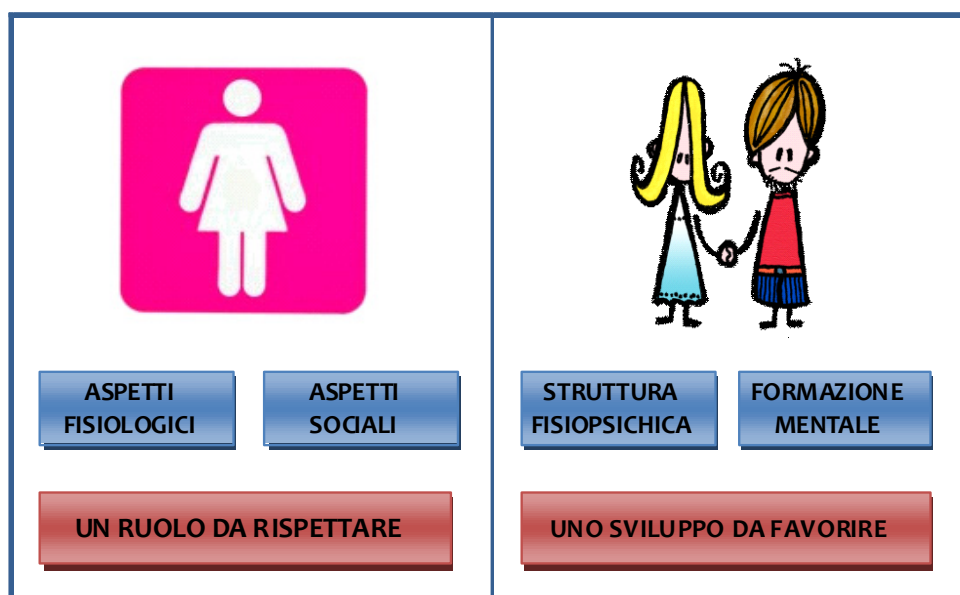 ASPETTI
FISIOLOGICI
ASPETTI
SOCIALI
UN RUOLO DA RISPETTARE
STRUTTURA
FISIOPSICHICA
FORMAZIONE
MENTALE
UNO SVILUPPO DA FAVORIRE